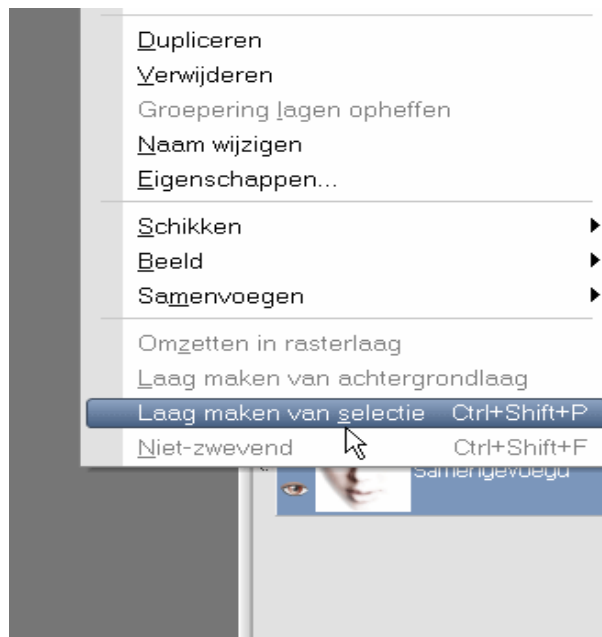 Dupliceren
Verwijderen
Groepering lagen opheffen
Naam wijzigen
Eigenschappen...
Schikken
Beeld
Samenvoegen
Omzetten in rasterlaag
Laag maken van achtergrondlaag
Laag maken van selectie Ctrl+Shift+P
Niet-zwevend Ctrl+Shift+F
Samengevoegd